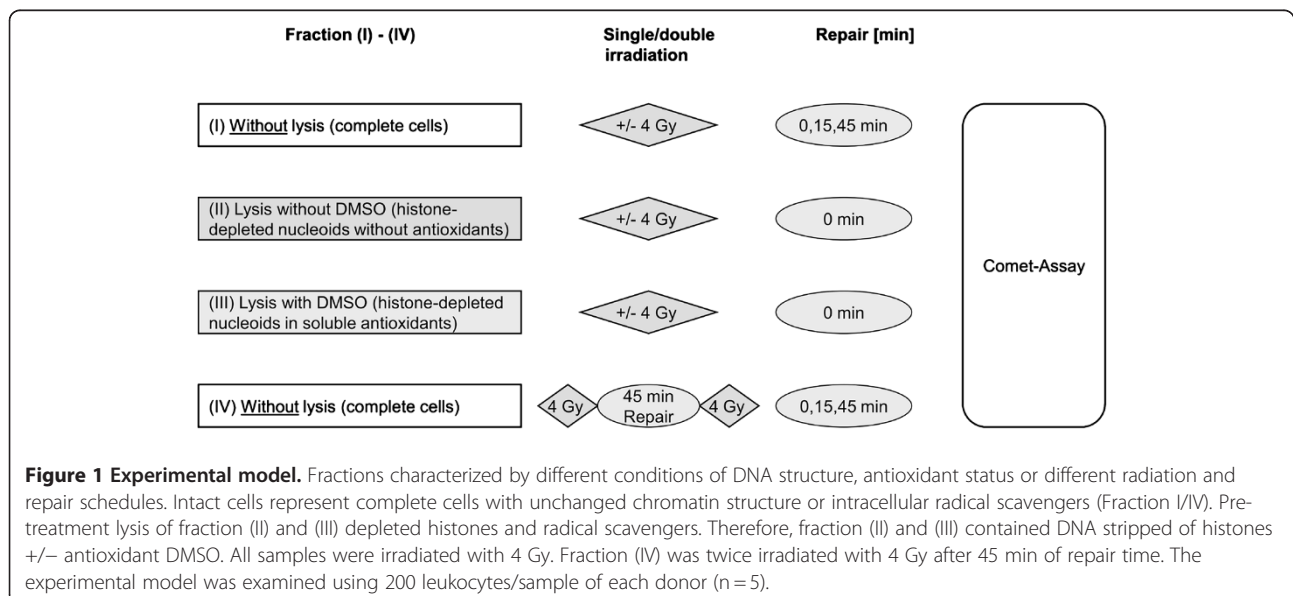 Fraction (I) - (IV)
Single/double
irradiation
Repair [min]
(I) Without lysis (complete cells)
+/- 4 Gy
0,15,45 min
(II) Lysis without DMSO (histone-
depleted nucleoids without antioxidants)
+/- 4 Gy
0 min
(III) Lysis with DMSO (histone-depleted
nucleoids in soluble antioxidants)
+/- 4 Gy
0 min
(IV) Without lysis (complete cells)
4 Gy
45 min
Repair
4 Gy
0,15,45 min
Comet-Assay
Figure 1 Experimental model. Fractions characterized by different conditions of DNA structure, antioxidant status or different radiation and
repair schedules. Intact cells represent complete cells with unchanged chromatin structure or intracellular radical scavengers (Fraction I/IV). Pre-
treatment lysis of fraction (II) and (III) depleted histones and radical scavengers. Therefore, fraction (II) and (III) contained DNA stripped of histones
+/− antioxidant DMSO. All samples were irradiated with 4 Gy. Fraction (IV) was twice irradiated with 4 Gy after 45 min of repair time. The
experimental model was examined using 200 leukocytes/sample of each donor (n = 5).